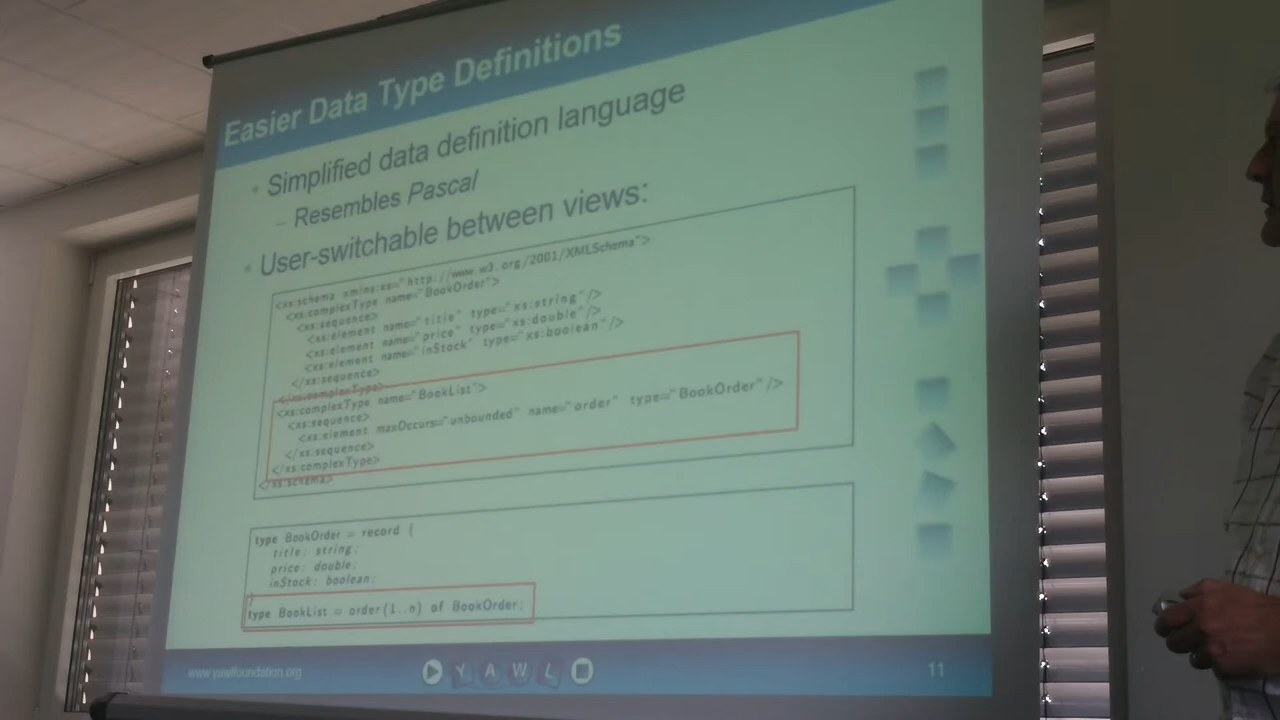 Easier Data Type Definitions
• Simplified data definition language
– Resembles Pascal
• User-switchable between views:
<xs:schema xmlns:xs="http://www.w3.org/2001/XMLSchema">
<xs:complexType name="BookOrder">
<xs:sequence>
<xs:element name="title" type="xs:string"/>
<xs:element name="price" type="xs:double"/>
<xs:element name="inStock" type="xs:boolean"/>
</xs:sequence>
</xs:complexType>
<xs:complexType name="BookList">
<xs:sequence>
<xs:element maxOccurs="unbounded" name="order" type="BookOrder"/>
</xs:sequence>
</xs:complexType>
</xs:schema>
type BookOrder = record {
title: string;
price: double;
inStock: boolean;
}
type BookList = order(1..n) of BookOrder;
www.yawlfoundation.org
YAWL
11